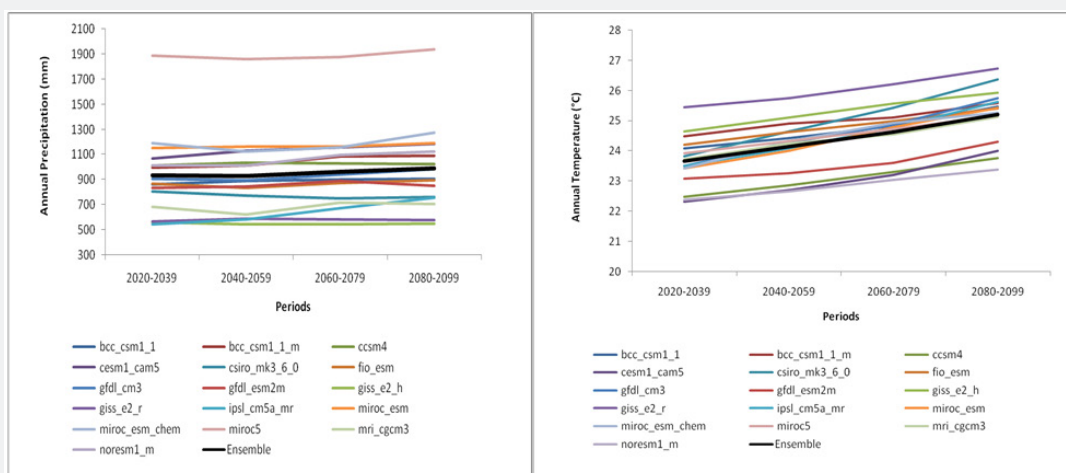 Annual Precipitation (mm)
2100
1900
1700
1500
1300
1100
900
700
500
300
2020-2039 2040-2059 2060-2079 2080-2099
Periods
bcc_csm1_1 bcc_csm1_1_m ccsm4
cesm1_cam5 csiro_mk3_6_0 fio_esm
gfdl_cm3 gfdl_esm2m giss_e2_h
giss_e2_r ipsl_cm5a_mr miroc_esm
miroc_esm_chem miroc5 mri_cgcm3
noresm1_m Ensemble
Annual Temperature (°C)
28
27
26
25
24
23
22
21
20
2020-2039 2040-2059 2060-2079 2080-2099
Periods
bcc_csm1_1 bcc_csm1_1_m ccsm4
cesm1_cam5 csiro_mk3_6_0 fio_esm
gfdl_cm3 gfdl_esm2m giss_e2_h
giss_e2_r ipsl_cm5a_mr miroc_esm
miroc_esm_chem miroc5 mri_cgcm3
noresm1_m Ensemble